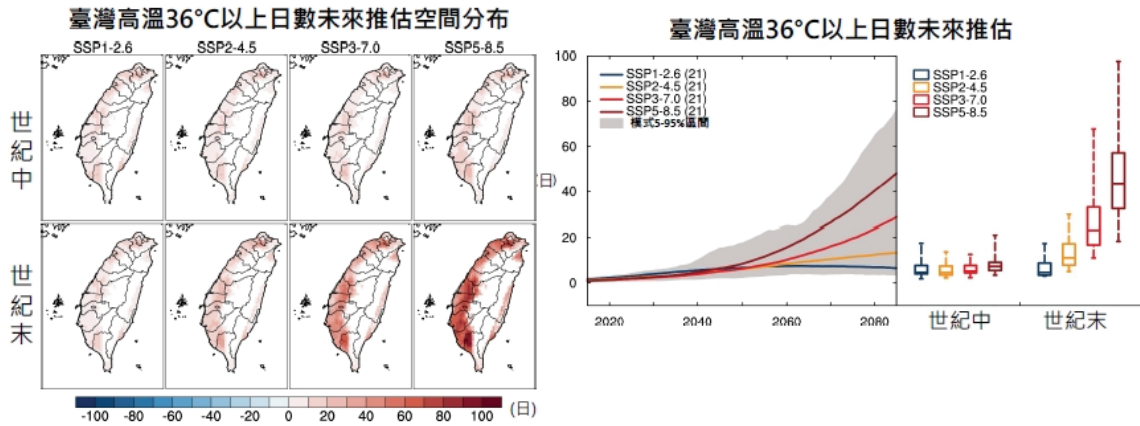 臺灣高溫36°C以上日數未來推估空間分布
SSP1-2.6 SSP2-4.5 SSP3-7.0 SSP5-8.5
世紀中
世紀末
-100 -80 -60 -40 -20 0 20 40 60 80 100 (日)
臺灣高溫36°C以上日數未來推估
(日)
100
80
60
40
20
0
SSP1-2.6 (21)
SSP2-4.5 (21)
SSP3-7.0 (21)
SSP5-8.5 (21)
模式5-95%區間
2020 2040 2060 2080
SSP1-2.6
SSP2-4.5
SSP3-7.0
SSP5-8.5
世紀中 世紀末